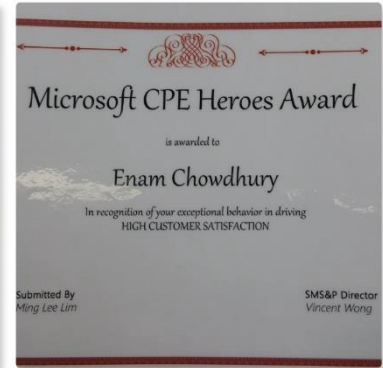 Microsoft CPE Heroes Award
is awarded to
Enam Chowdhury
In recognition of your exceptional behavior in driving
HIGH CUSTOMER SATISFACTION
Submitted By
Ming Lee Lim
SMS&P Director
Vincent Wong